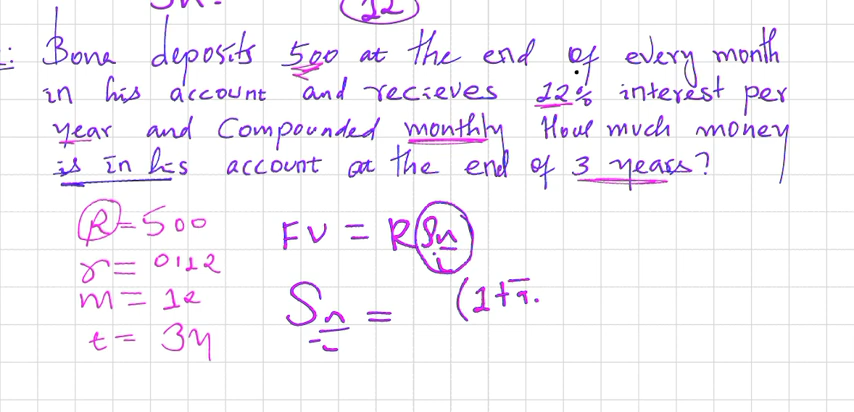 Bona deposits 500 at the end of every month
in his account and recieves 12% interest per
year and Compounded monthly How much money
is in his account at the end of 3 years?
R = 500
FV = R Sn i
r = 0.12
m = 12
Sn i = (1+i
t = 3y